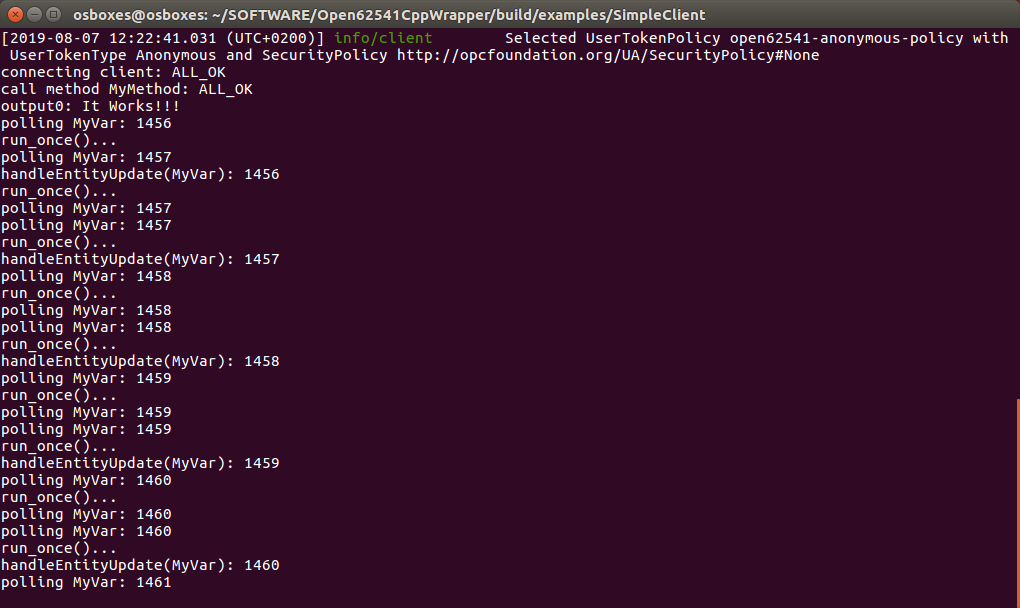 osboxes@osboxes: ~/SOFTWARE/Open62541CppWrapper/build/examples/SimpleClient
[2019-08-07 12:22:41.031 (UTC+0200)] info/client        Selected UserTokenPolicy open62541-anonymous-policy with
 UserTokenType Anonymous and SecurityPolicy http://opcfoundation.org/UA/SecurityPolicy#None
connecting client: ALL_OK
call method MyMethod: ALL_OK
output0: It Works!!!
polling MyVar: 1456
run_once()...
polling MyVar: 1457
handleEntityUpdate(MyVar): 1456
run_once()...
polling MyVar: 1457
polling MyVar: 1457
run_once()...
handleEntityUpdate(MyVar): 1457
polling MyVar: 1458
run_once()...
polling MyVar: 1458
polling MyVar: 1458
run_once()...
handleEntityUpdate(MyVar): 1458
polling MyVar: 1459
run_once()...
polling MyVar: 1459
polling MyVar: 1459
run_once()...
handleEntityUpdate(MyVar): 1459
polling MyVar: 1460
run_once()...
polling MyVar: 1460
polling MyVar: 1460
run_once()...
handleEntityUpdate(MyVar): 1460
polling MyVar: 1461